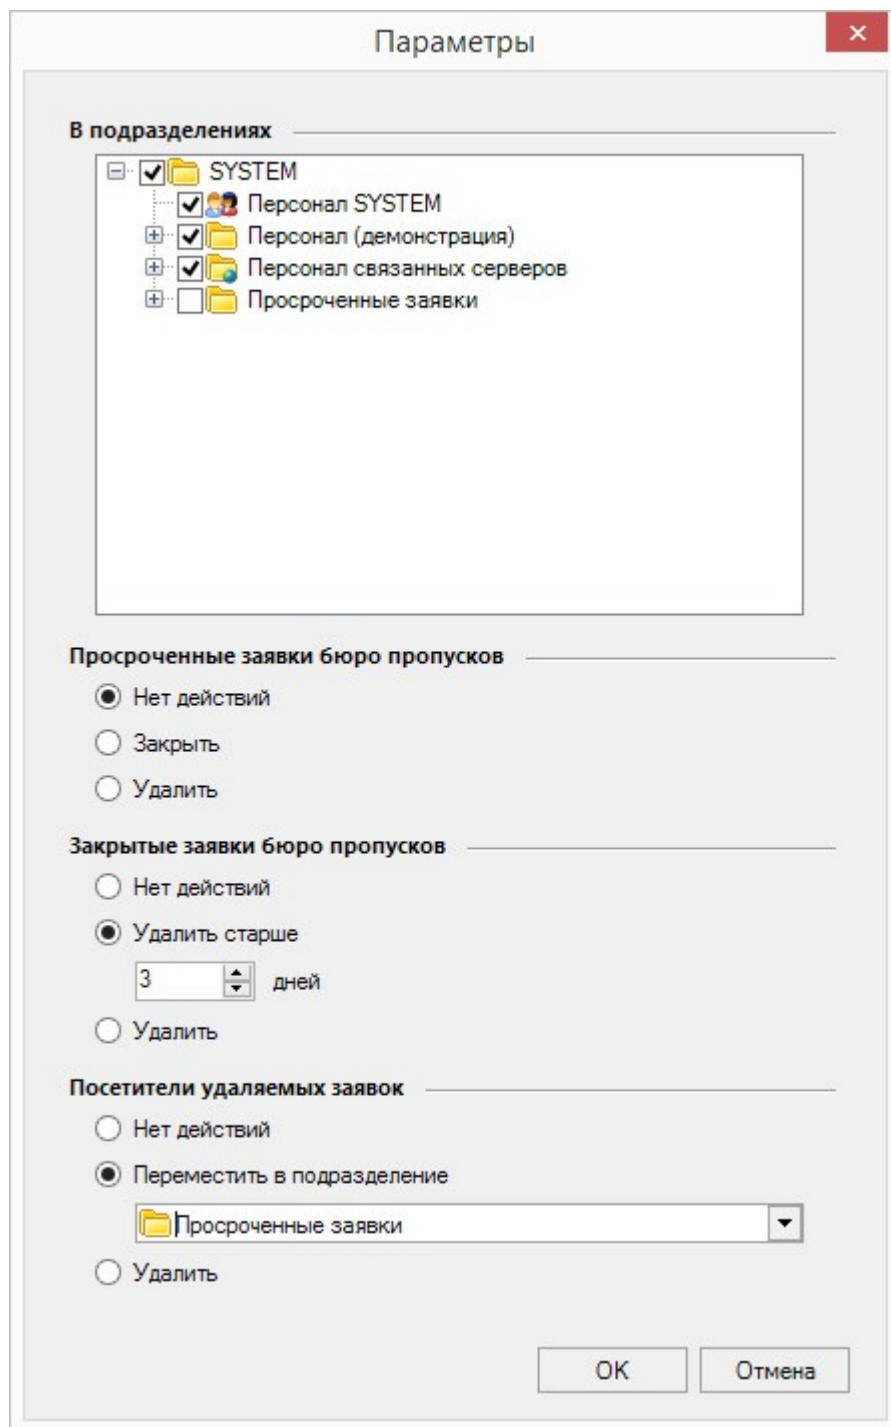 Параметры
В подразделениях
SYSTEM
Персонал SYSTEM
Персонал (демонстрация)
Персонал связанных серверов
Просроченные заявки
Просроченные заявки бюро пропусков
Нет действий
Закрыть
Удалить
Закрытые заявки бюро пропусков
Нет действий
Удалить старше
3 дней
Удалить
Посетители удаляемых заявок
Нет действий
Переместить в подразделение
Просроченные заявки
Удалить
OK Отмена